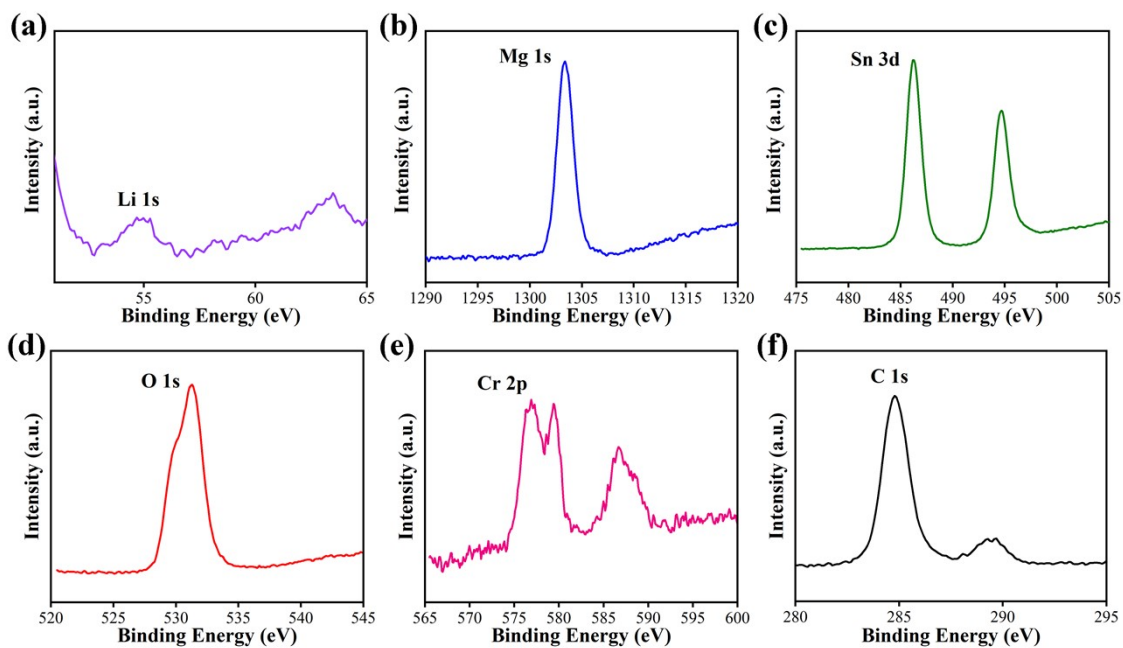 (a)
Li 1s
Intensity (a.u.)
55 60 65
Binding Energy (eV)
(b)
Mg 1s
Intensity (a.u.)
1290 1295 1300 1305 1310 1315 1320
Binding Energy (eV)
(c)
Sn 3d
Intensity (a.u.)
475 480 485 490 495 500 505
Binding Energy (eV)
(d)
O 1s
Intensity (a.u.)
520 525 530 535 540 545
Binding Energy (eV)
(e)
Cr 2p
Intensity (a.u.)
565 570 575 580 585 590 595 600
Binding Energy (eV)
(f)
C 1s
Intensity (a.u.)
280 285 290 295
Binding Energy (eV)